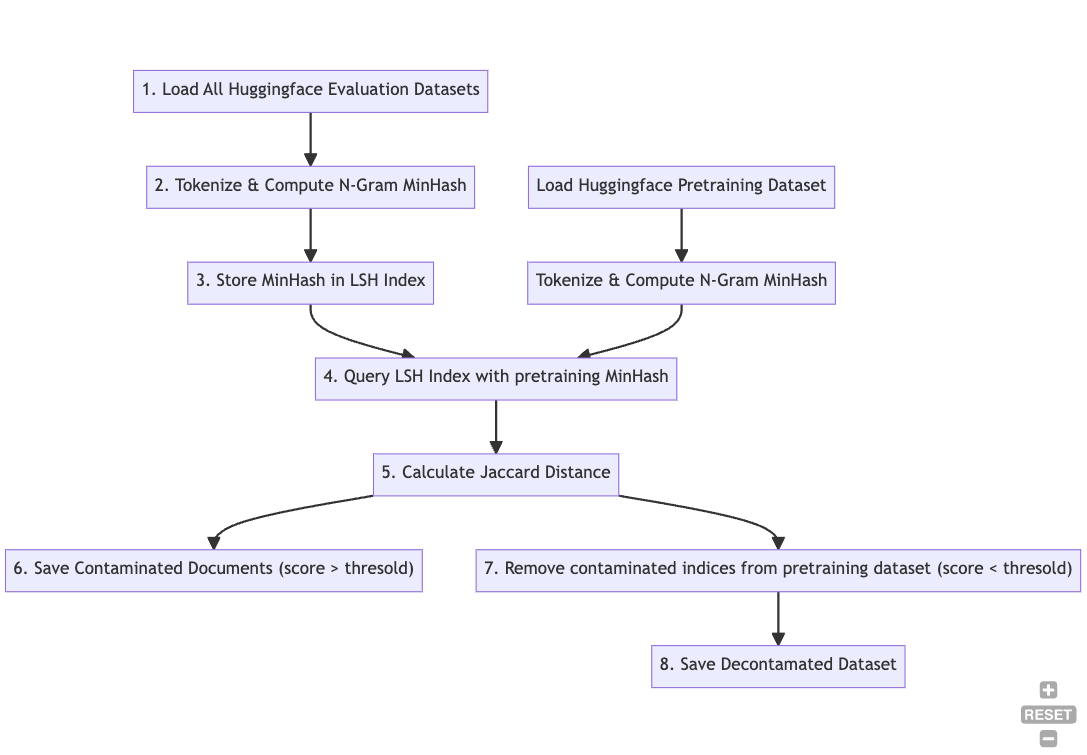 1. Load All Huggingface Evaluation Datasets
2. Tokenize & Compute N-Gram MinHash
Load Huggingface Pretraining Dataset
3. Store MinHash in LSH Index
Tokenize & Compute N-Gram MinHash
4. Query LSH Index with pretraining MinHash
5. Calculate Jaccard Distance
6. Save Contaminated Documents (score > thresold)
7. Remove contaminated indices from pretraining dataset (score < thresold)
8. Save Decontamated Dataset
RESET